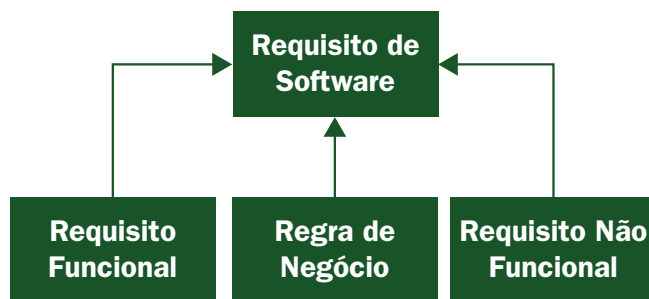 Requisito de
Software
Requisito
Funcional
Regra de
Negócio
Requisito Não
Funcional